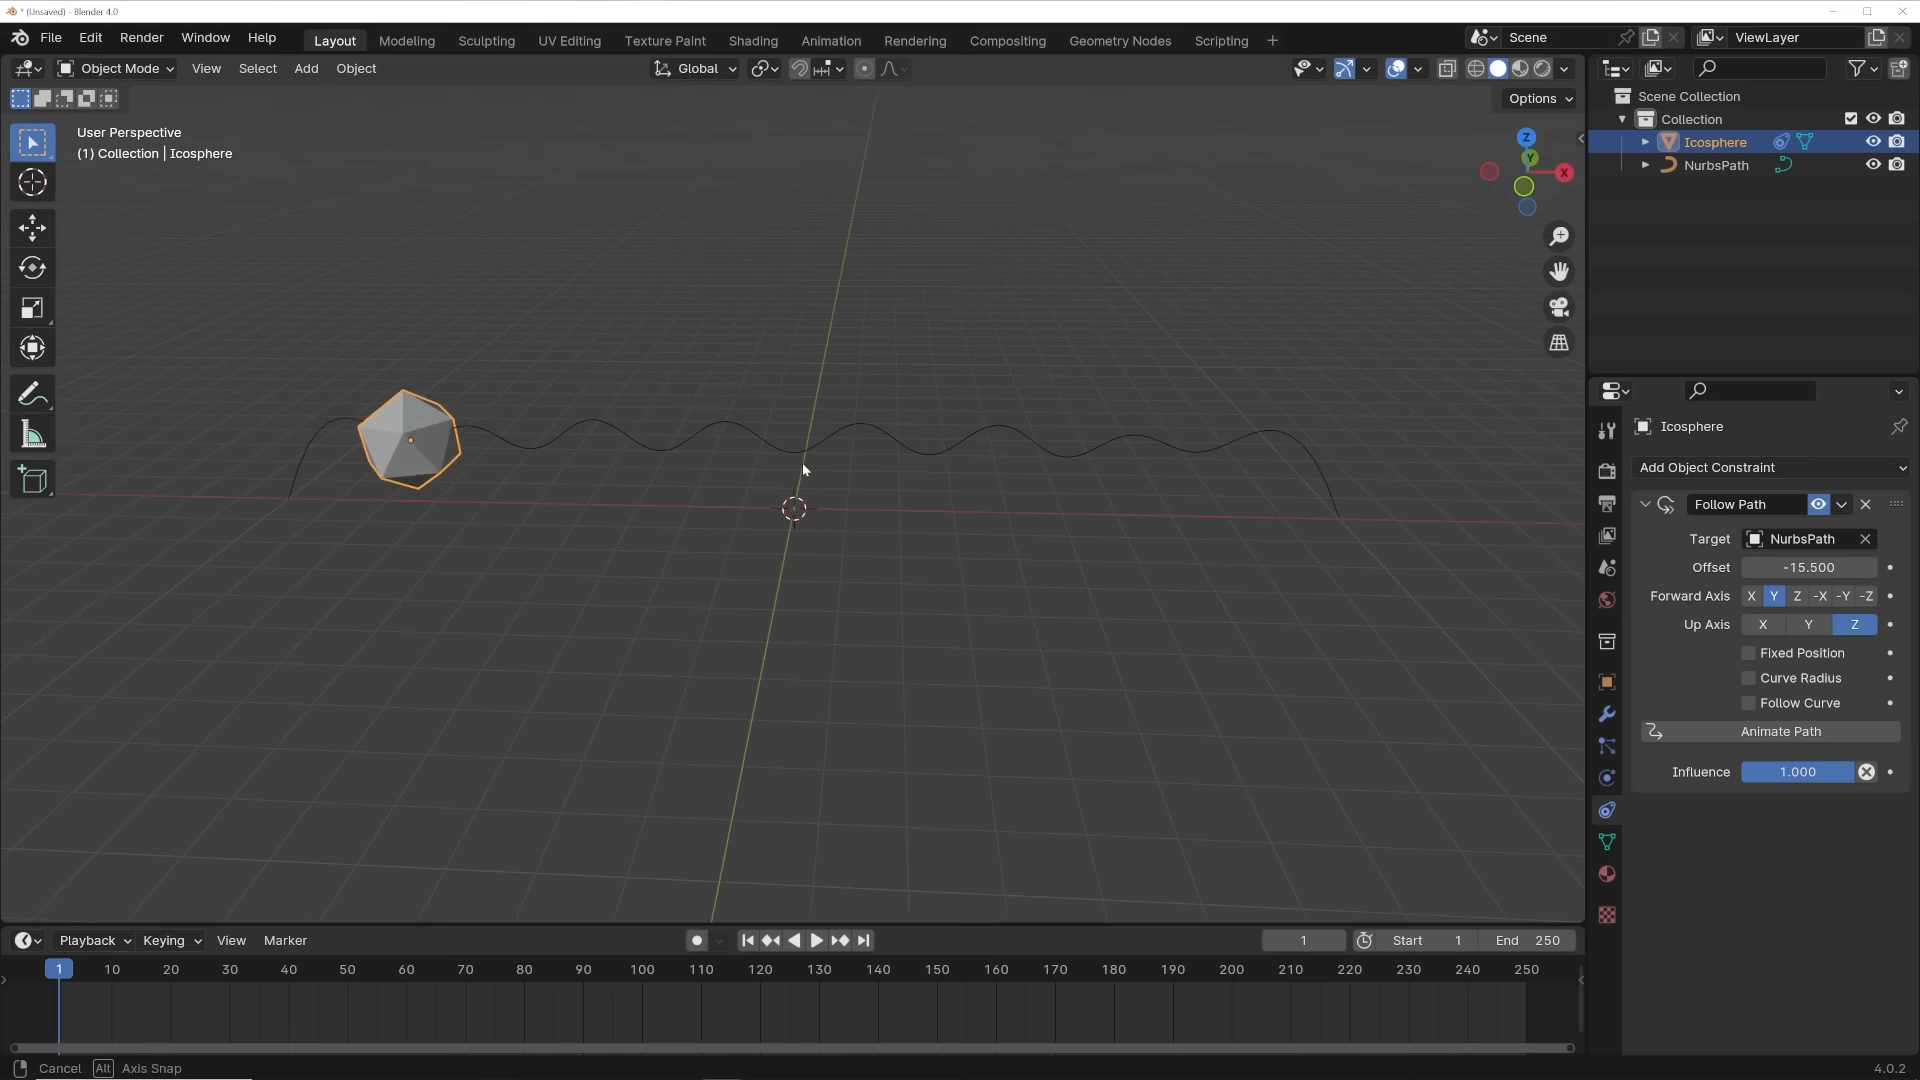 * (Unsaved) - Blender 4.0
File Edit Render Window Help
Layout Modeling Sculpting UV Editing Texture Paint Shading Animation Rendering Compositing Geometry Nodes Scripting +
Scene
ViewLayer
Object Mode View Select Add Object
Global
Options
User Perspective
(1) Collection | Icosphere
Z
Y
X
Scene Collection
Collection
Icosphere
NurbsPath
Icosphere
Add Object Constraint
Follow Path
Target NurbsPath
Offset -15.500
Forward Axis X Y Z -X -Y -Z
Up Axis X Y Z
Fixed Position
Curve Radius
Follow Curve
Animate Path
Influence 1.000
Playback Keying View Marker
1 Start 1 End 250
1 10 20 30 40 50 60 70 80 90 100 110 120 130 140 150 160 170 180 190 200 210 220 230 240 250
Cancel Alt Axis Snap
4.0.2